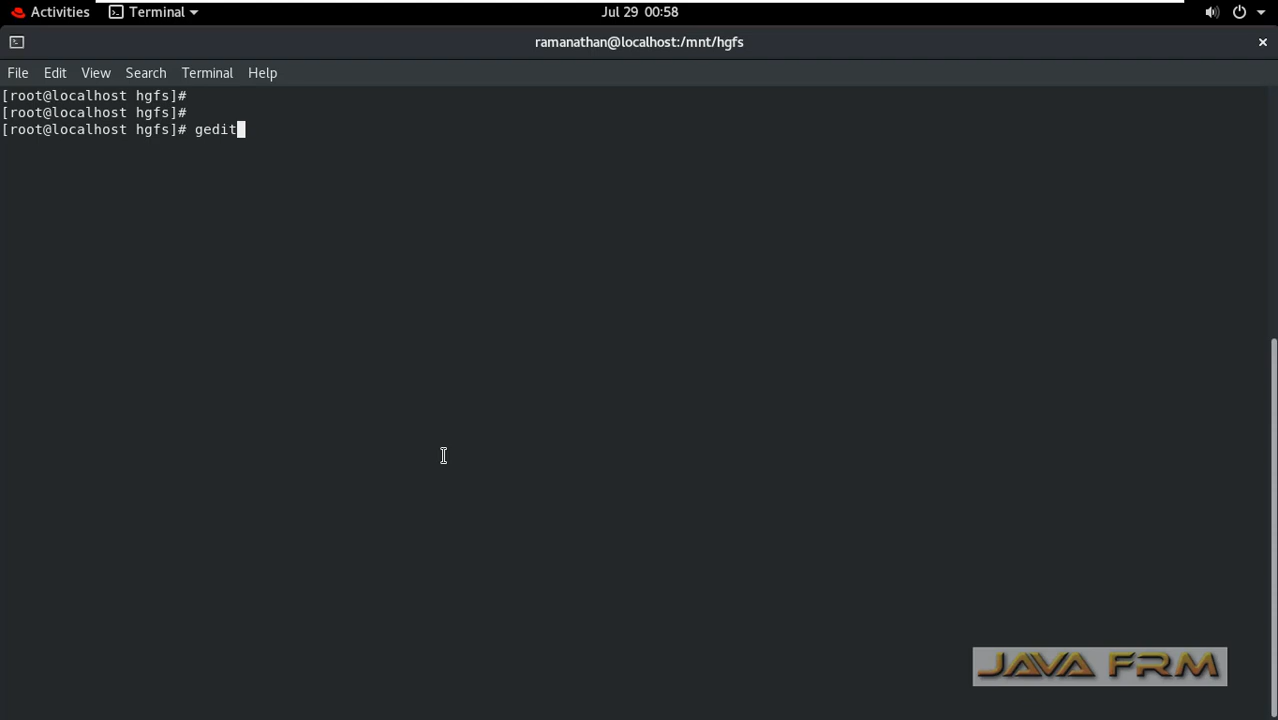 Activities
Terminal
Jul 29 00:58
ramanathan@localhost:/mnt/hgfs
File Edit View Search Terminal Help
[root@localhost hgfs]#
[root@localhost hgfs]#
[root@localhost hgfs]# gedit
JAVA FRM